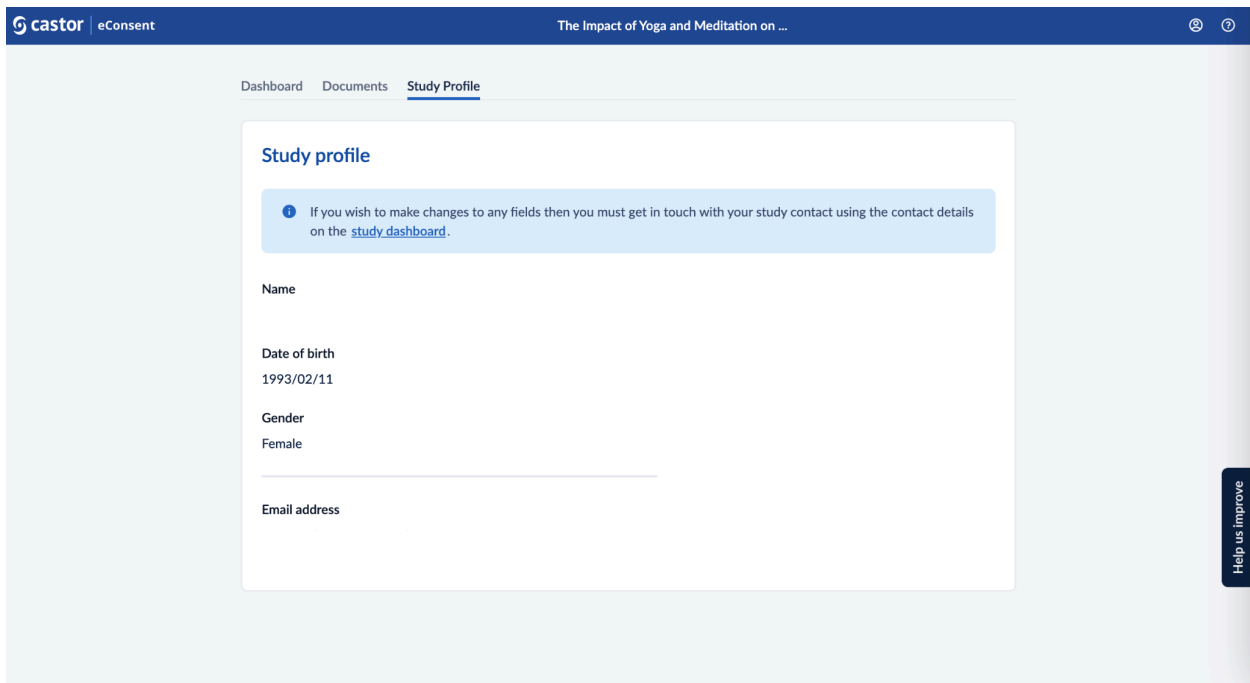 castor | eConsent
The Impact of Yoga and Meditation on ...
Dashboard Documents Study Profile
Study profile
If you wish to make changes to any fields then you must get in touch with your study contact using the contact details
on the study dashboard.
Name
Date of birth
1993/02/11
Gender
Female
Email address
Help us improve